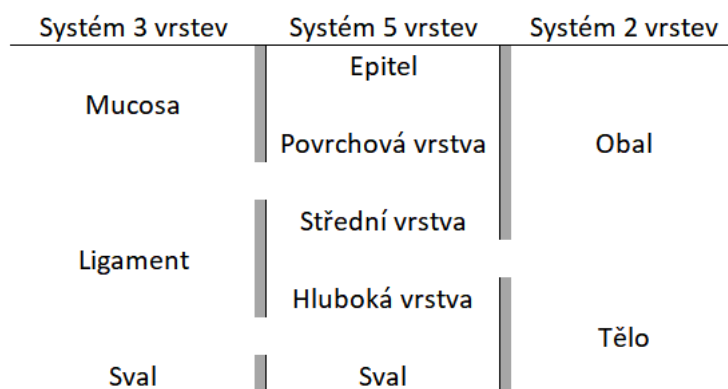 Systém 3 vrstev Systém 5 vrstev Systém 2 vrstev
Epitel
Mucosa
Povrchová vrstva Obal
Střední vrstva
Ligament
Hluboká vrstva
Tělo
Sval Sval